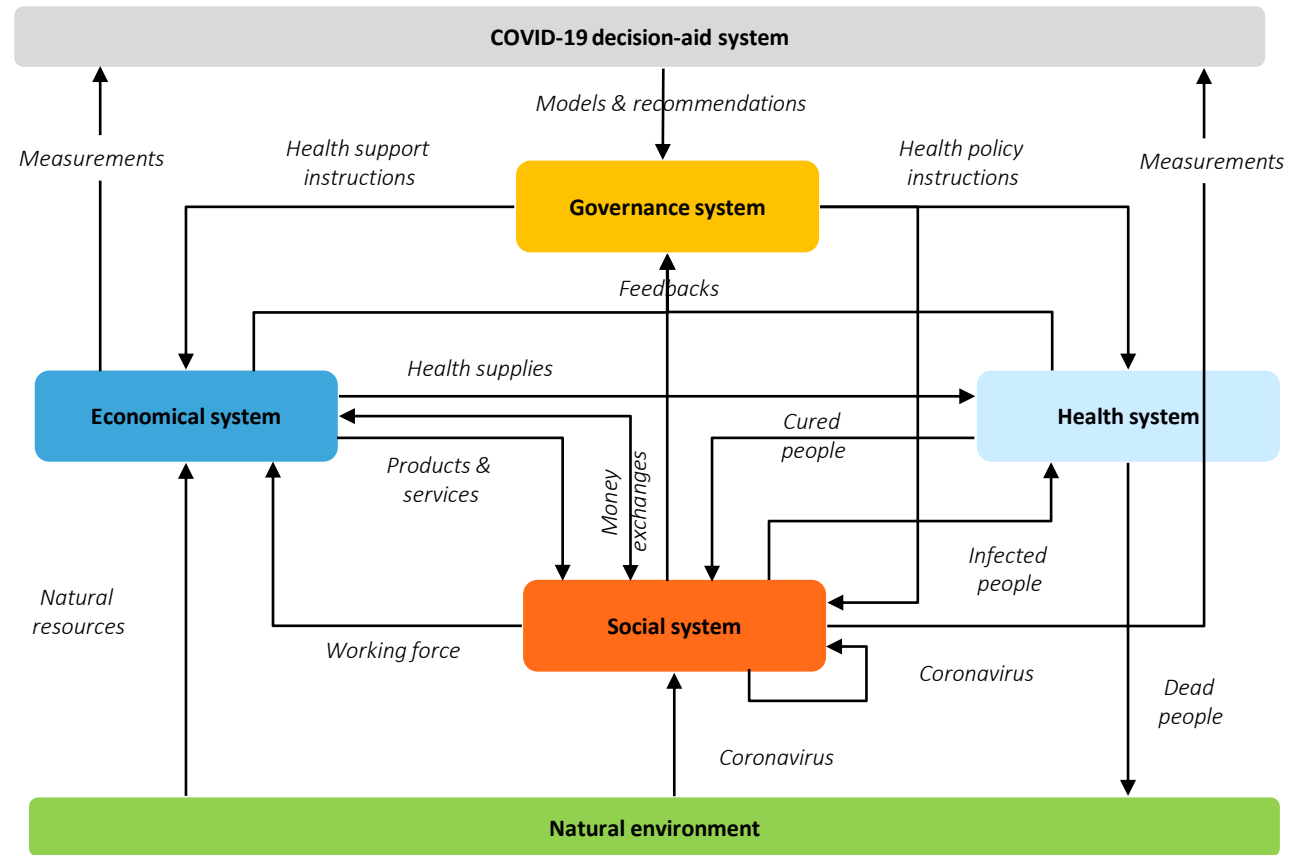 COVID-19 decision-aid system
Models & recommendations
Measurements
Health support
instructions
Health policy
instructions
Measurements
Governance system
Feedbacks
Health supplies
Economical system
Cured
people
Health system
Products &
services
Money
exchanges
Infected
people
Natural
resources
Working force
Social system
Coronavirus
Dead
people
Coronavirus
Natural environment